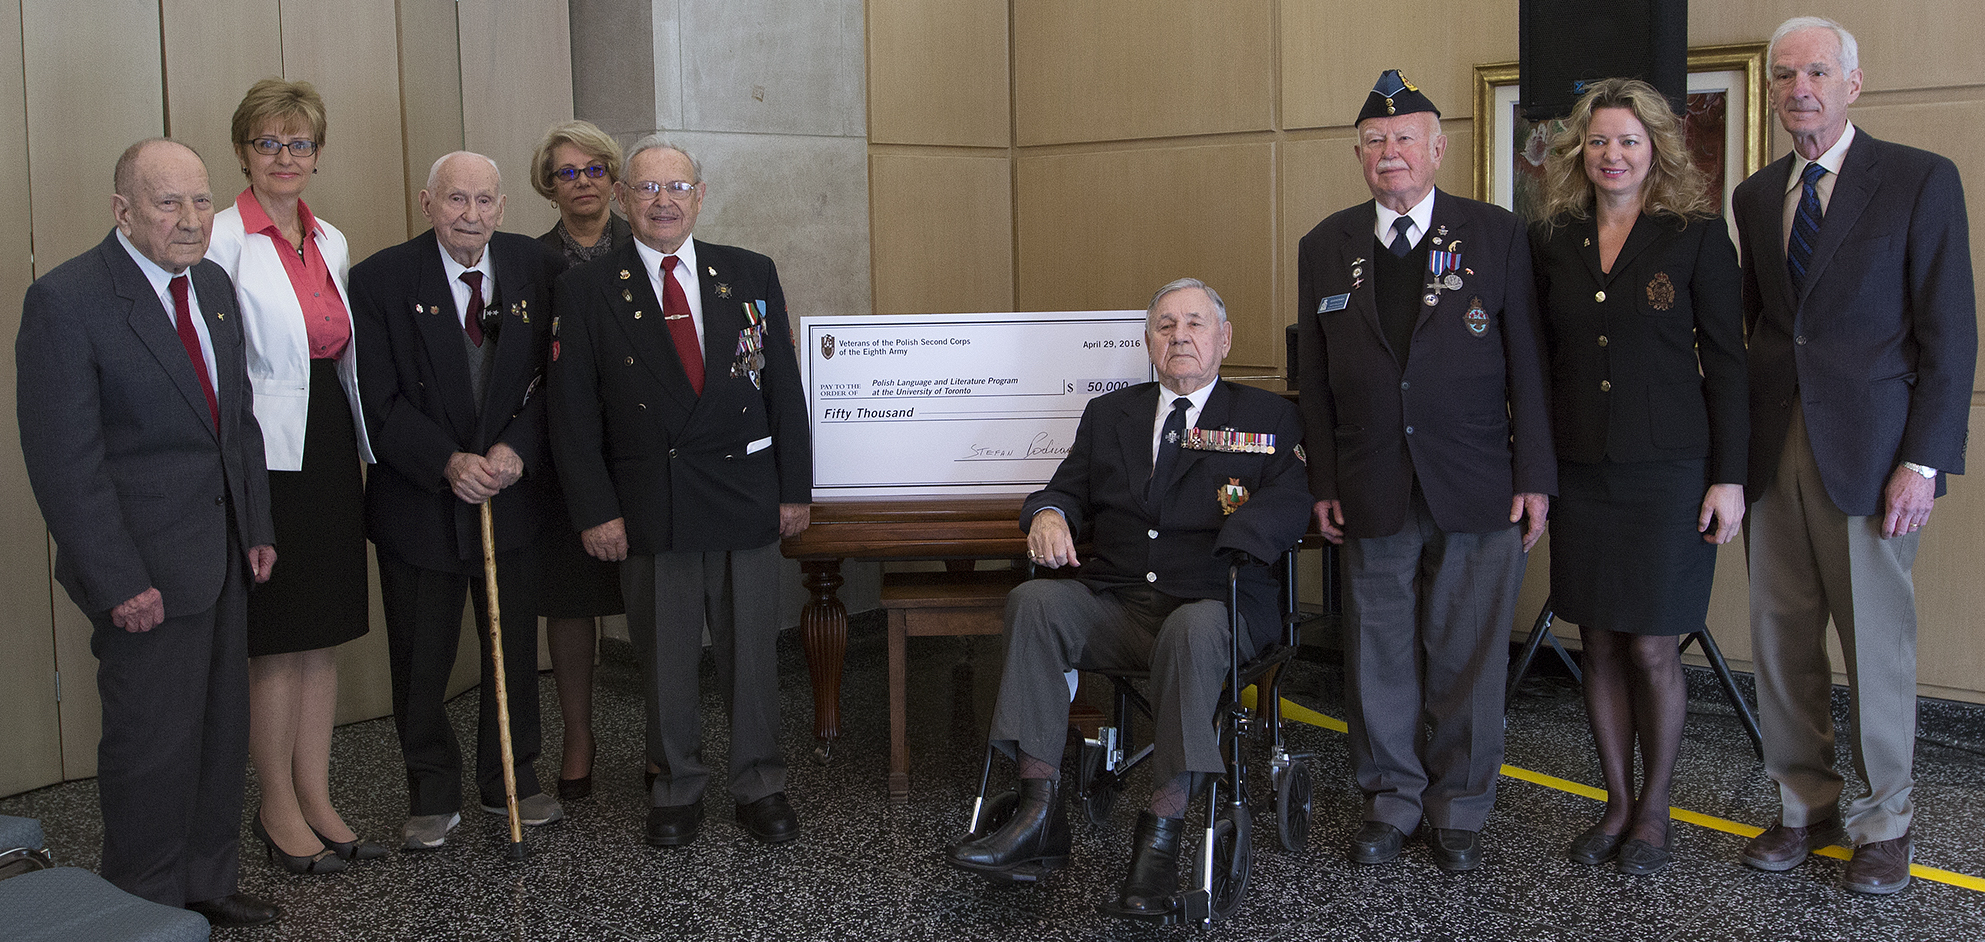 Veterans of the Polish Second Corps
of the Eighth Army
April 29, 2016
PAY TO THE
ORDER OF
Polish Language and Literature Program
at the University of Toronto
$ 50,000
Fifty Thousand
STEFAN